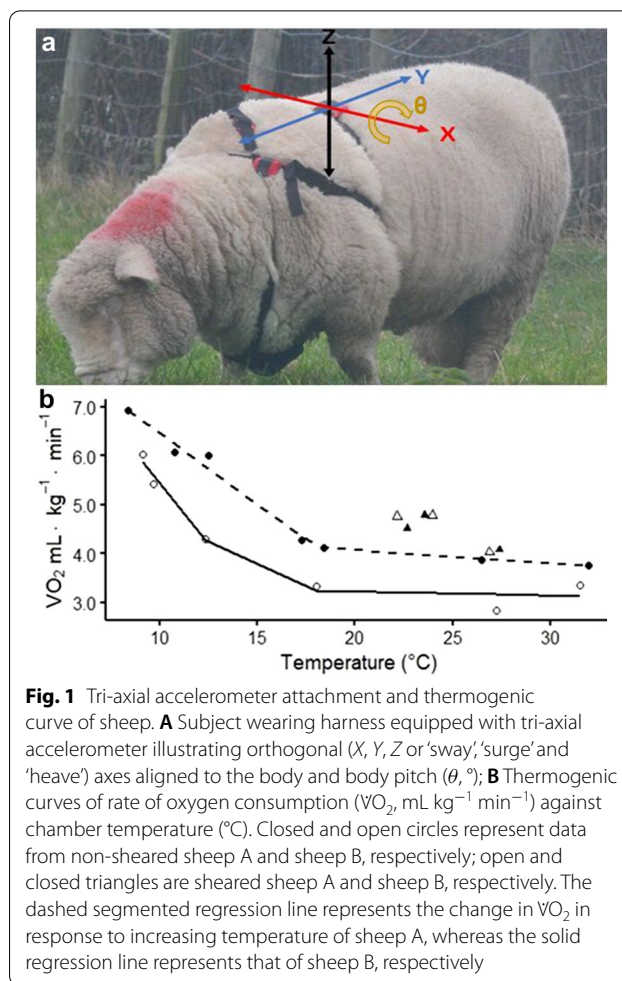 a
Z
Y
θ
X
b
VO₂ mL · kg⁻¹ · min⁻¹
7.0
6.0
5.0
4.0
3.0
10 15 20 25 30
Temperature (°C)
Fig. 1 Tri-axial accelerometer attachment and thermogenic
curve of sheep. A Subject wearing harness equipped with tri-axial
accelerometer illustrating orthogonal (X, Y, Z or ‘sway’, ‘surge’ and
‘heave’) axes aligned to the body and body pitch (θ, °); B Thermogenic
curves of rate of oxygen consumption (V̇O₂, mL kg⁻¹ min⁻¹) against
chamber temperature (°C). Closed and open circles represent data
from non-sheared sheep A and sheep B, respectively; open and
closed triangles are sheared sheep A and sheep B, respectively. The
dashed segmented regression line represents the change in V̇O₂ in
response to increasing temperature of sheep A, whereas the solid
regression line represents that of sheep B, respectively